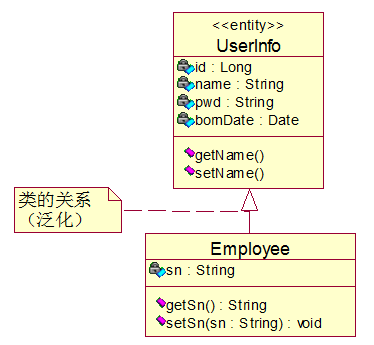 <<entity>>
UserInfo
id : Long
name : String
pwd : String
bornDate : Date
getName()
setName()
类的关系
（泛化）
Employee
sn : String
getSn() : String
setSn(sn : String) : void